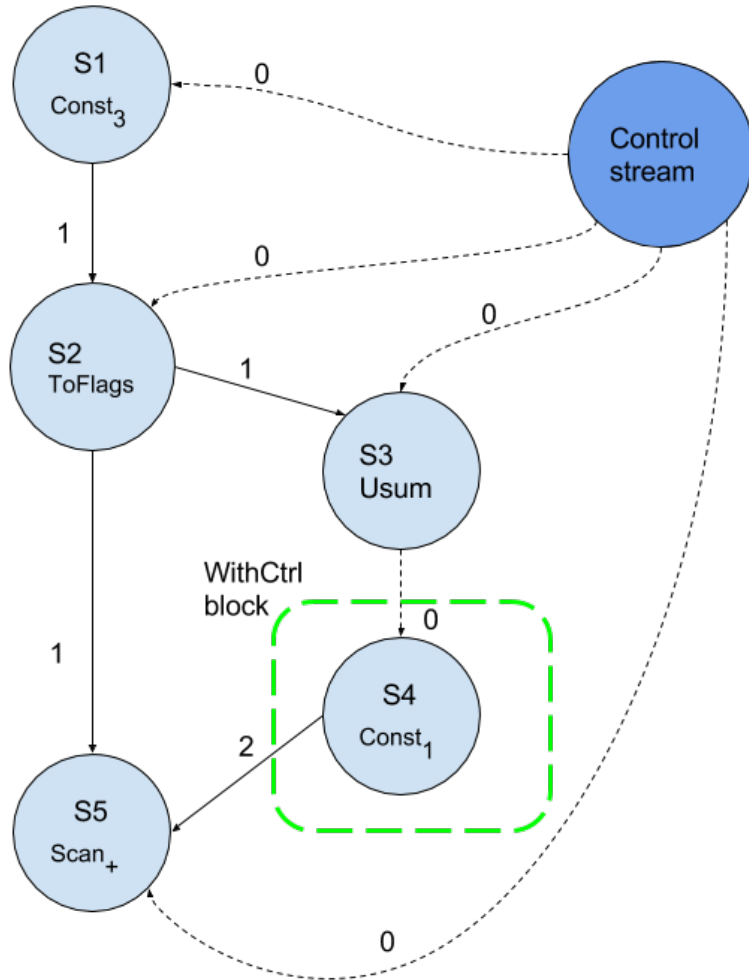 S1
Const3
0
Control
stream
1
0
0
S2
ToFlags
1
S3
Usum
WithCtrl
block
0
1
S4
Const1
2
S5
Scan+
0